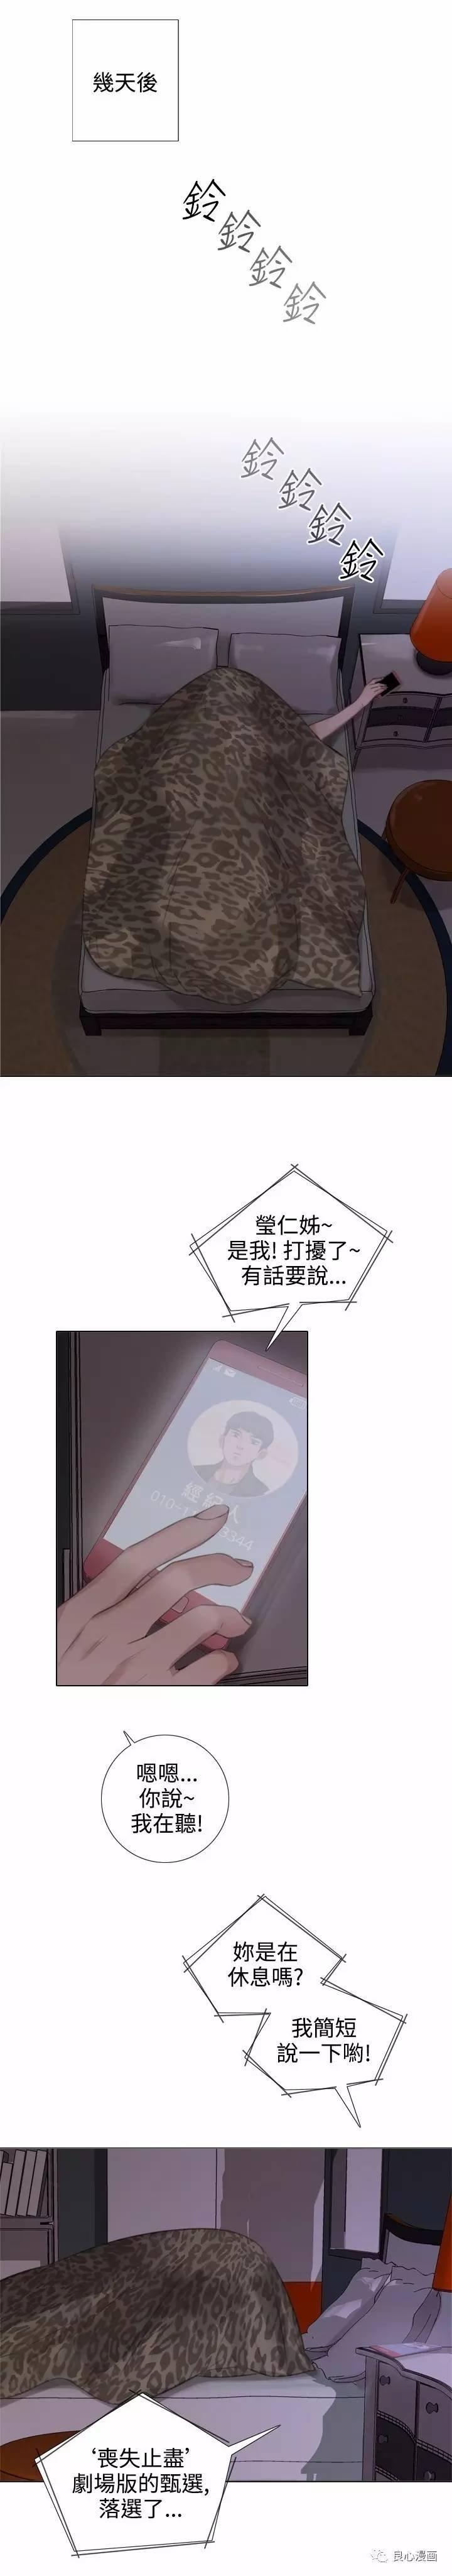 幾天後
鈴
鈴
鈴
鈴
鈴
鈴
鈴
鈴
瑩仁姊~
是我! 打擾了~
有話要說...
經紀人
嗯嗯...
你說~
我在聽!
妳是在
休息嗎?
我簡短
說一下喲!
‘喪失止盡’
劇場版的甄選,
落選了...
良心漫画